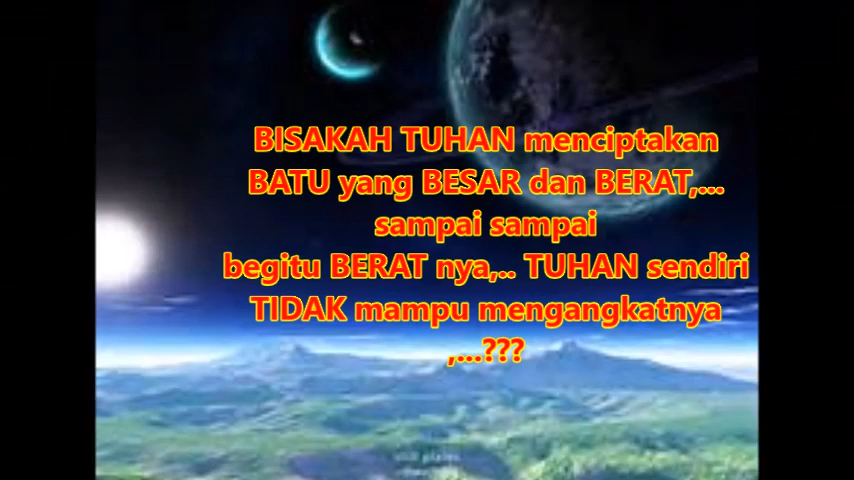 BISAKAH TUHAN menciptakan
BATU yang BESAR dan BERAT,...
sampai sampai
begitu BERAT nya,.. TUHAN sendiri
TIDAK mampu mengangkatnya
,...???